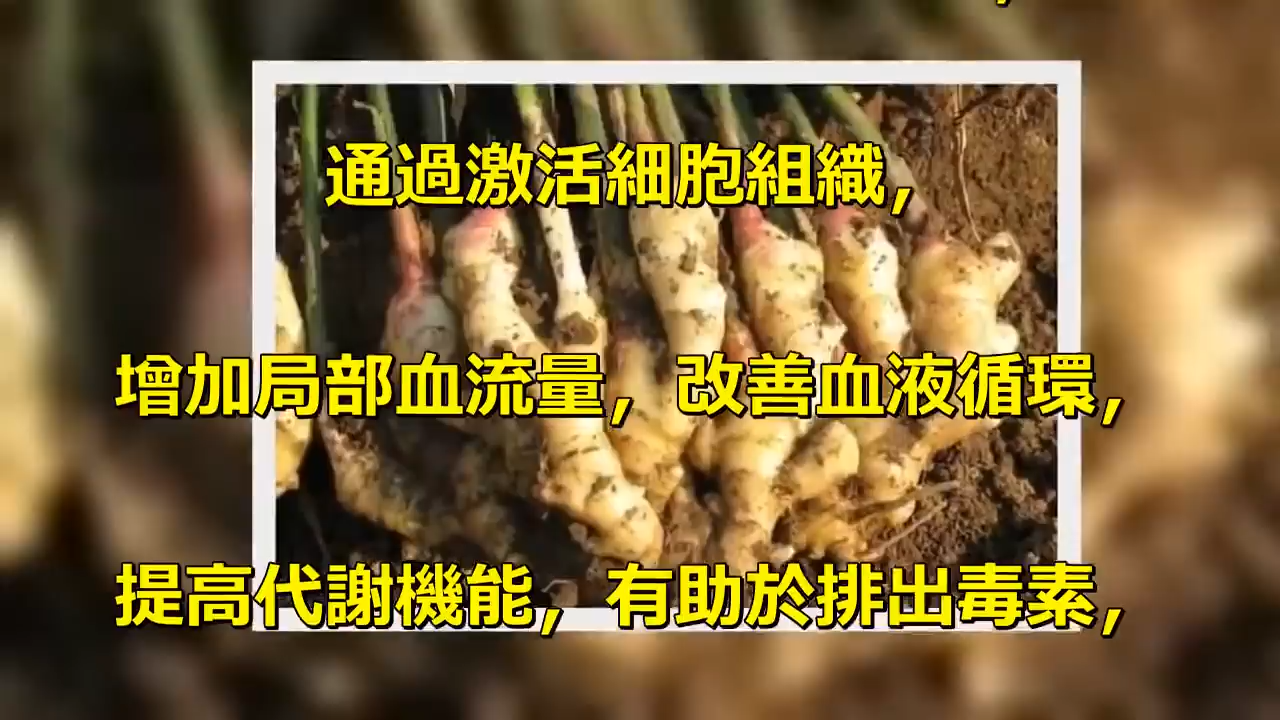 通過激活細胞組織，
增加局部血流量，改善血液循環，
提高代謝機能，有助於排出毒素，